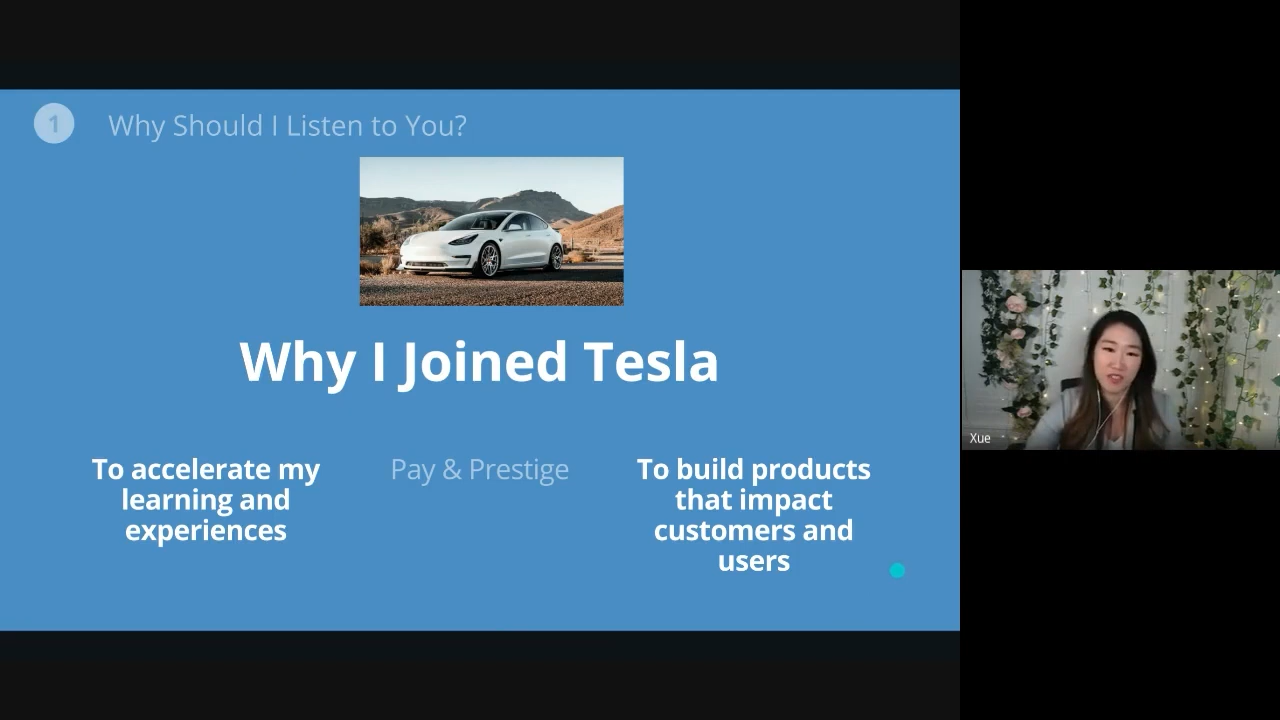 1 Why Should I Listen to You?
Why I Joined Tesla
To accelerate my
learning and
experiences
Pay & Prestige
To build products
that impact
customers and
users
Xue